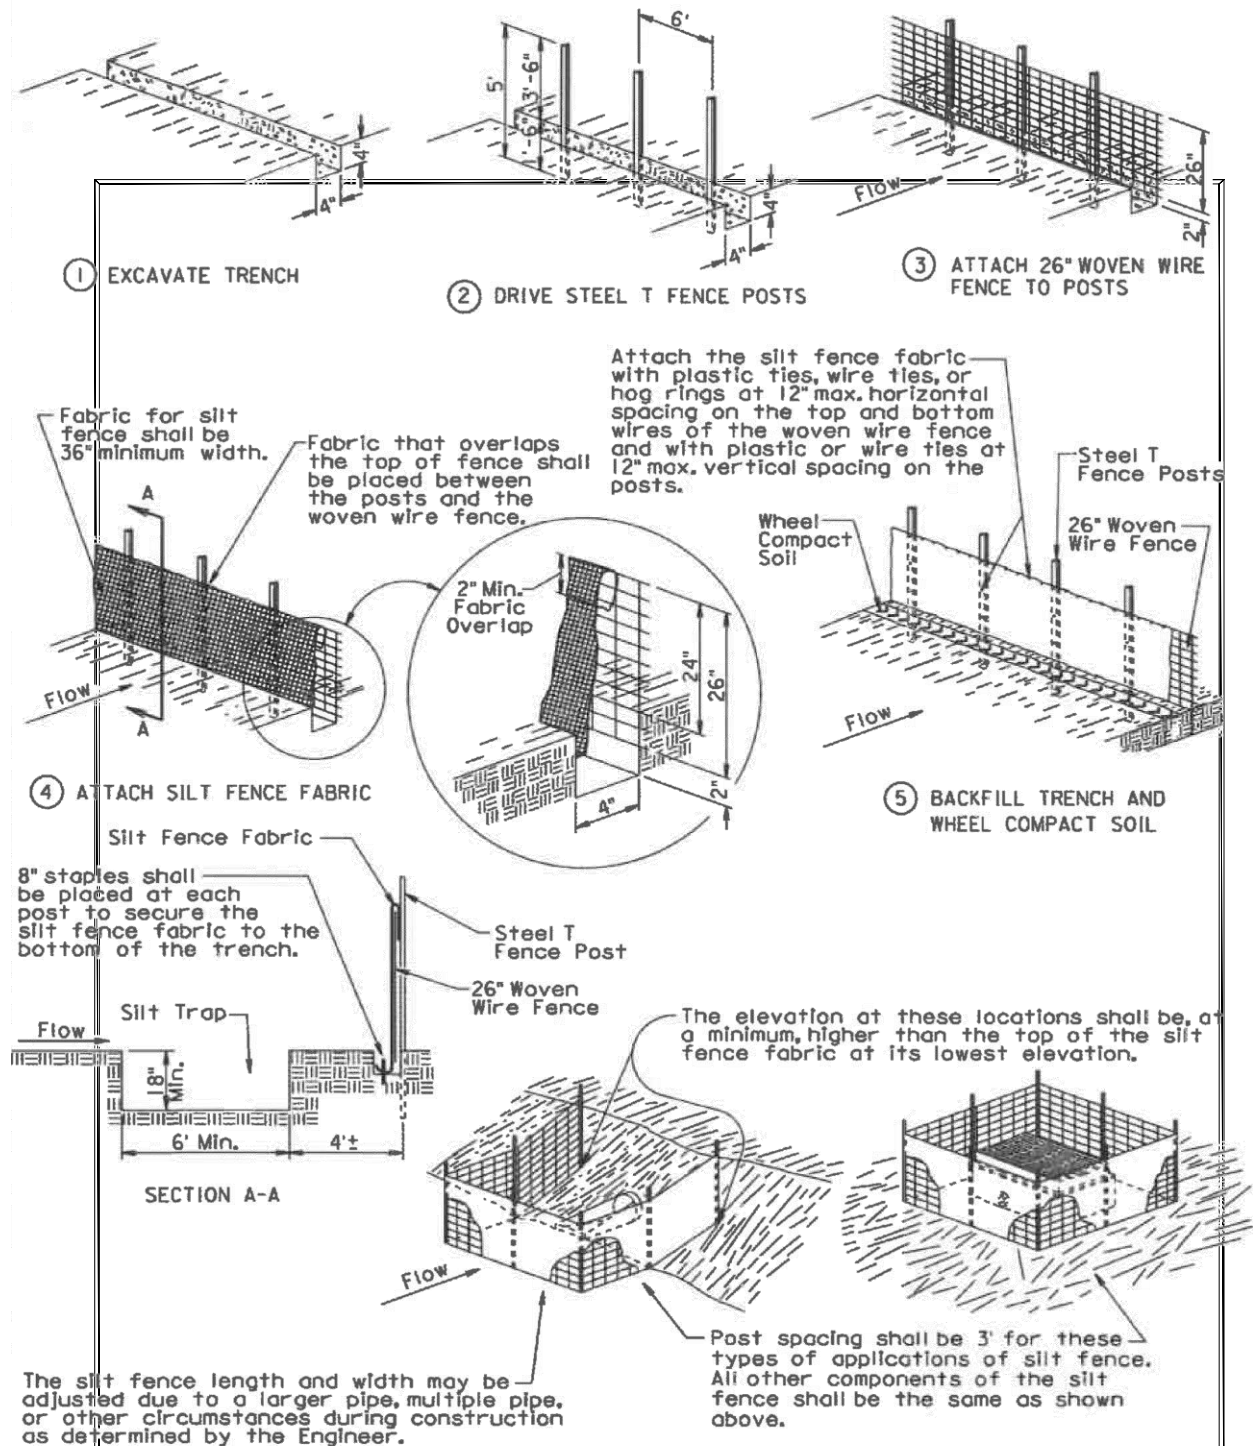 6'
5'
3'-6"
-6"
4"
4"
4"
4"
Flow
26"
2"
① EXCAVATE TRENCH
② DRIVE STEEL T FENCE POSTS
③ ATTACH 26" WOVEN WIRE
FENCE TO POSTS
Fabric for silt
fence shall be
36" minimum width.
Fabric that overlaps
the top of fence shall
be placed between
the posts and the
woven wire fence.
Attach the silt fence fabric
with plastic ties, wire ties, or
hog rings at 12" max. horizontal
spacing on the top and bottom
wires of the woven wire fence
and with plastic or wire ties at
12" max. vertical spacing on the
posts.
Steel T
Fence Posts
Wheel
Compact
Soil
26" Woven
Wire Fence
A
A
Flow
2" Min.
Fabric
Overlap
24"
26"
4"
2"
Flow
④ ATTACH SILT FENCE FABRIC
⑤ BACKFILL TRENCH AND
WHEEL COMPACT SOIL
Silt Fence Fabric
8" staples shall
be placed at each
post to secure the
silt fence fabric to the
bottom of the trench.
Steel T
Fence Post
26" Woven
Wire Fence
Silt Trap
Flow
18"
Min.
6' Min.
4'±
SECTION A-A
The elevation at these locations shall be, at
a minimum, higher than the top of the silt
fence fabric at its lowest elevation.
Flow
Post spacing shall be 3' for these
types of applications of silt fence.
All other components of the silt
fence shall be the same as shown
above.
The silt fence length and width may be
adjusted due to a larger pipe, multiple pipe,
or other circumstances during construction
as determined by the Engineer.